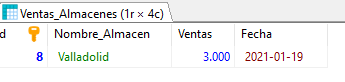 Ventas_Almacenes (1r × 4c)
d Nombre_Almacen Ventas Fecha
8 Valladolid 3.000 2021-01-19